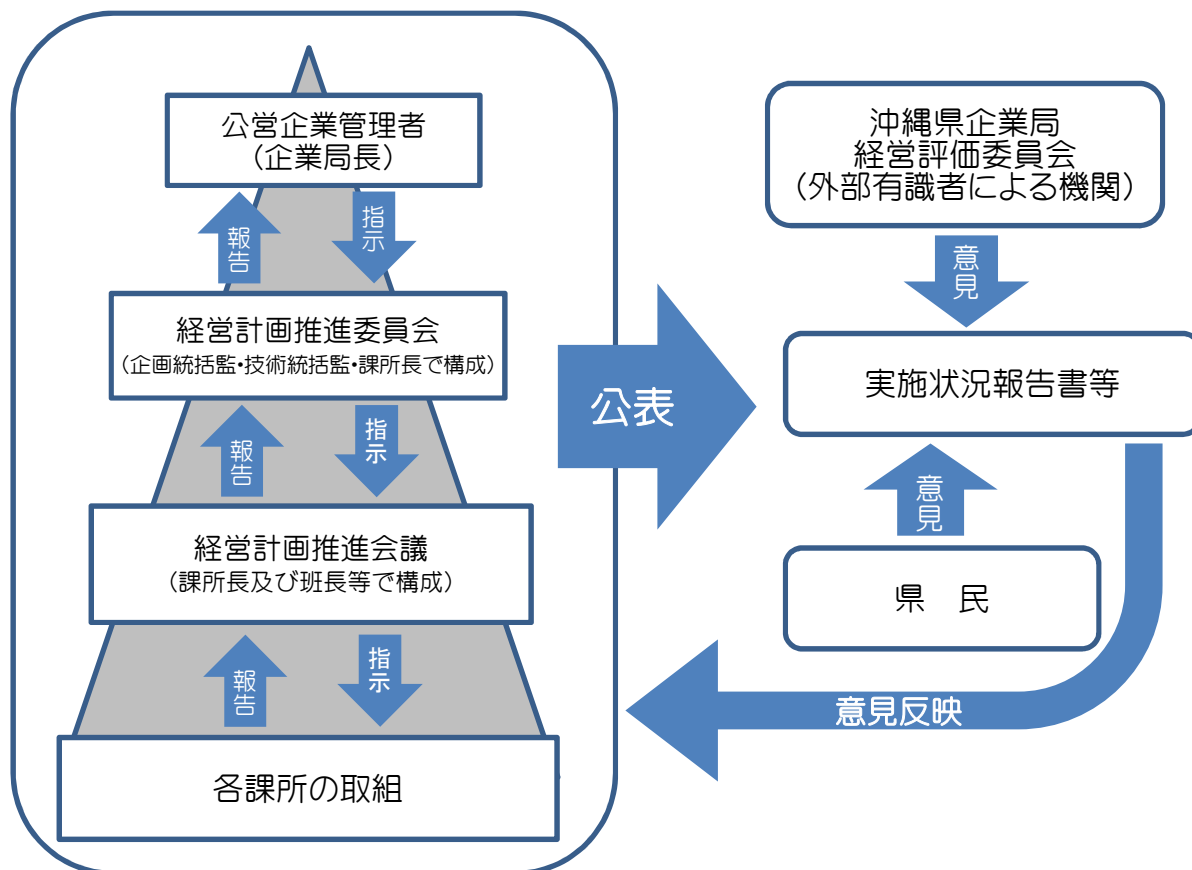 公営企業管理者
（企業局長）
報告
指示
経営計画推進委員会
（企画統括監・技術統括監・課所長で構成）
報告
指示
経営計画推進会議
（課所長及び班長等で構成）
報告
指示
各課所の取組
公表
沖縄県企業局
経営評価委員会
（外部有識者による機関）
意見
実施状況報告書等
意見
県　民
意見反映